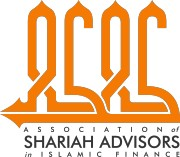 ASSOCIATION of
SHARIAH ADVISORS
in ISLAMIC FINANCE